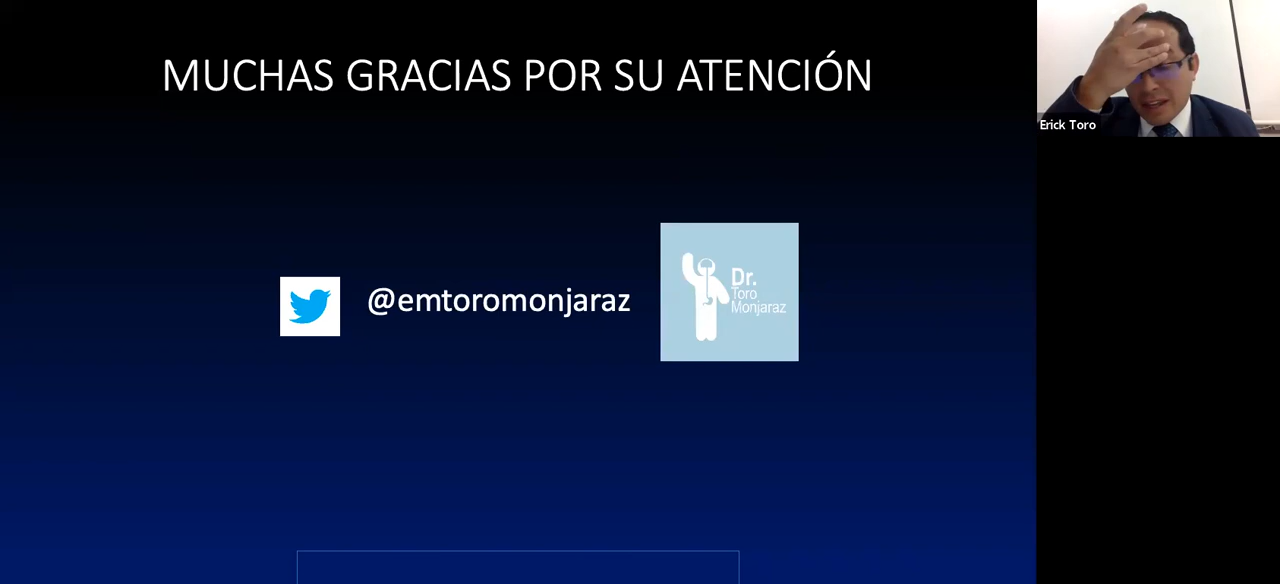 MUCHAS GRACIAS POR SU ATENCIÓN
Erick Toro
@emtoromonjaraz
Dr.
Toro
Monjaraz